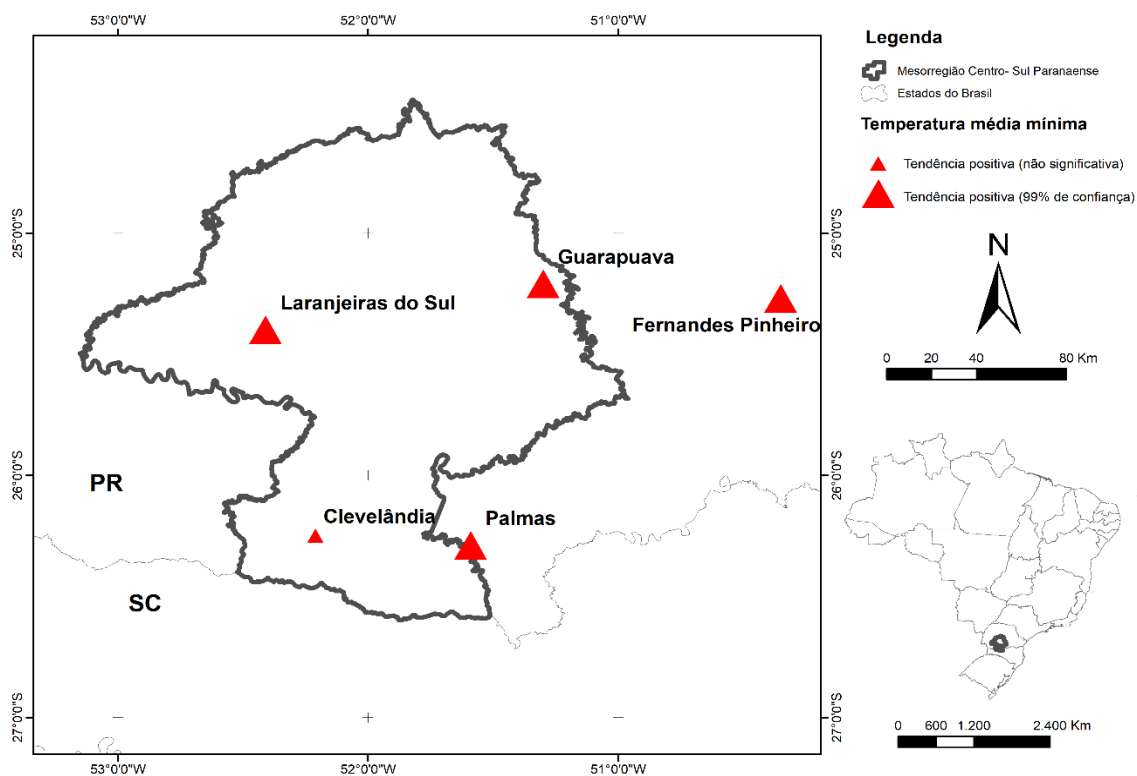 53°0'0"W
52°0'0"W
51°0'0"W
25°0'0"S
26°0'0"S
27°0'0"S
Guarapuava
Laranjeiras do Sul
Fernandes Pinheiro
Clevelândia
Palmas
PR
SC
25°0'0"S
26°0'0"S
27°0'0"S
53°0'0"W
52°0'0"W
51°0'0"W
Legenda
Mesorregião Centro- Sul Paranaense
Estados do Brasil
Temperatura média mínima
Tendência positiva (não significativa)
Tendência positiva (99% de confiança)
N
0 20 40 80 Km
0 600 1.200 2.400 Km